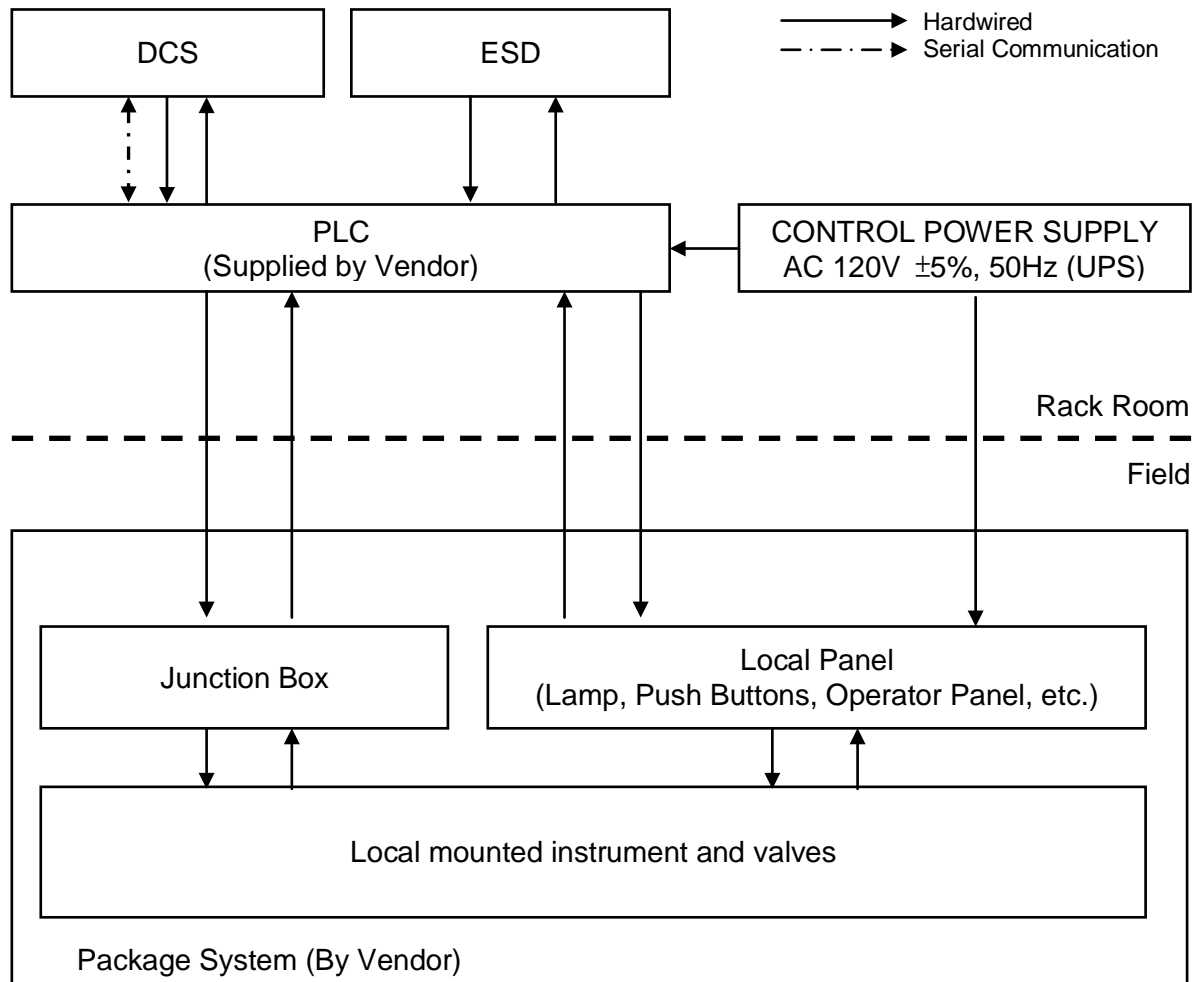 Hardwired
Serial Communication
DCS
ESD
PLC
(Supplied by Vendor)
CONTROL POWER SUPPLY
AC 120V ±5%, 50Hz (UPS)
Rack Room
Field
Junction Box
Local Panel
(Lamp, Push Buttons, Operator Panel, etc.)
Local mounted instrument and valves
Package System (By Vendor)